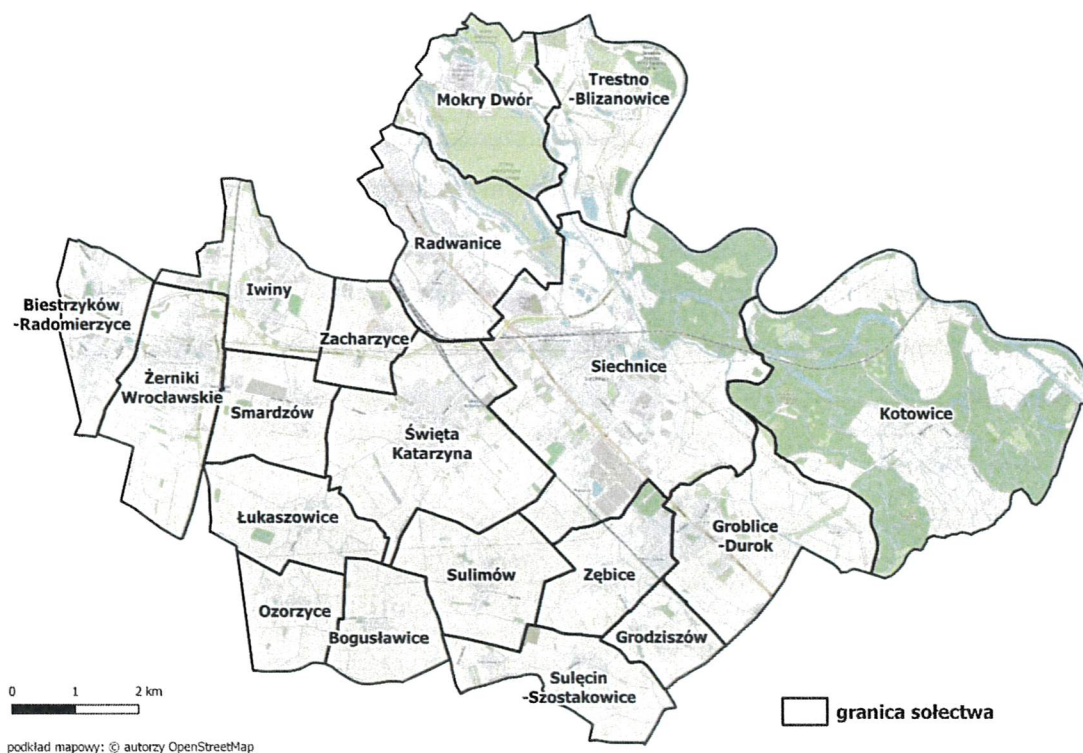 Mokry Dwór
Trestno
-Blizanowice
Radwanice
Iwiny
Biestrzyków
-Radomierzyce
Zacharzyce
Żerniki
Wrocławskie
Siechnice
Smardzów
Święta
Katarzyna
Kotowice
Łukaszowice
Groblice
-Durok
Sulimów
Zębice
Ozorzyce
Bogusławice
Grodziszów
Sulęcin
-Szostakowice
0 1 2 km
granica sołectwa
podkład mapowy: © autorzy OpenStreetMap